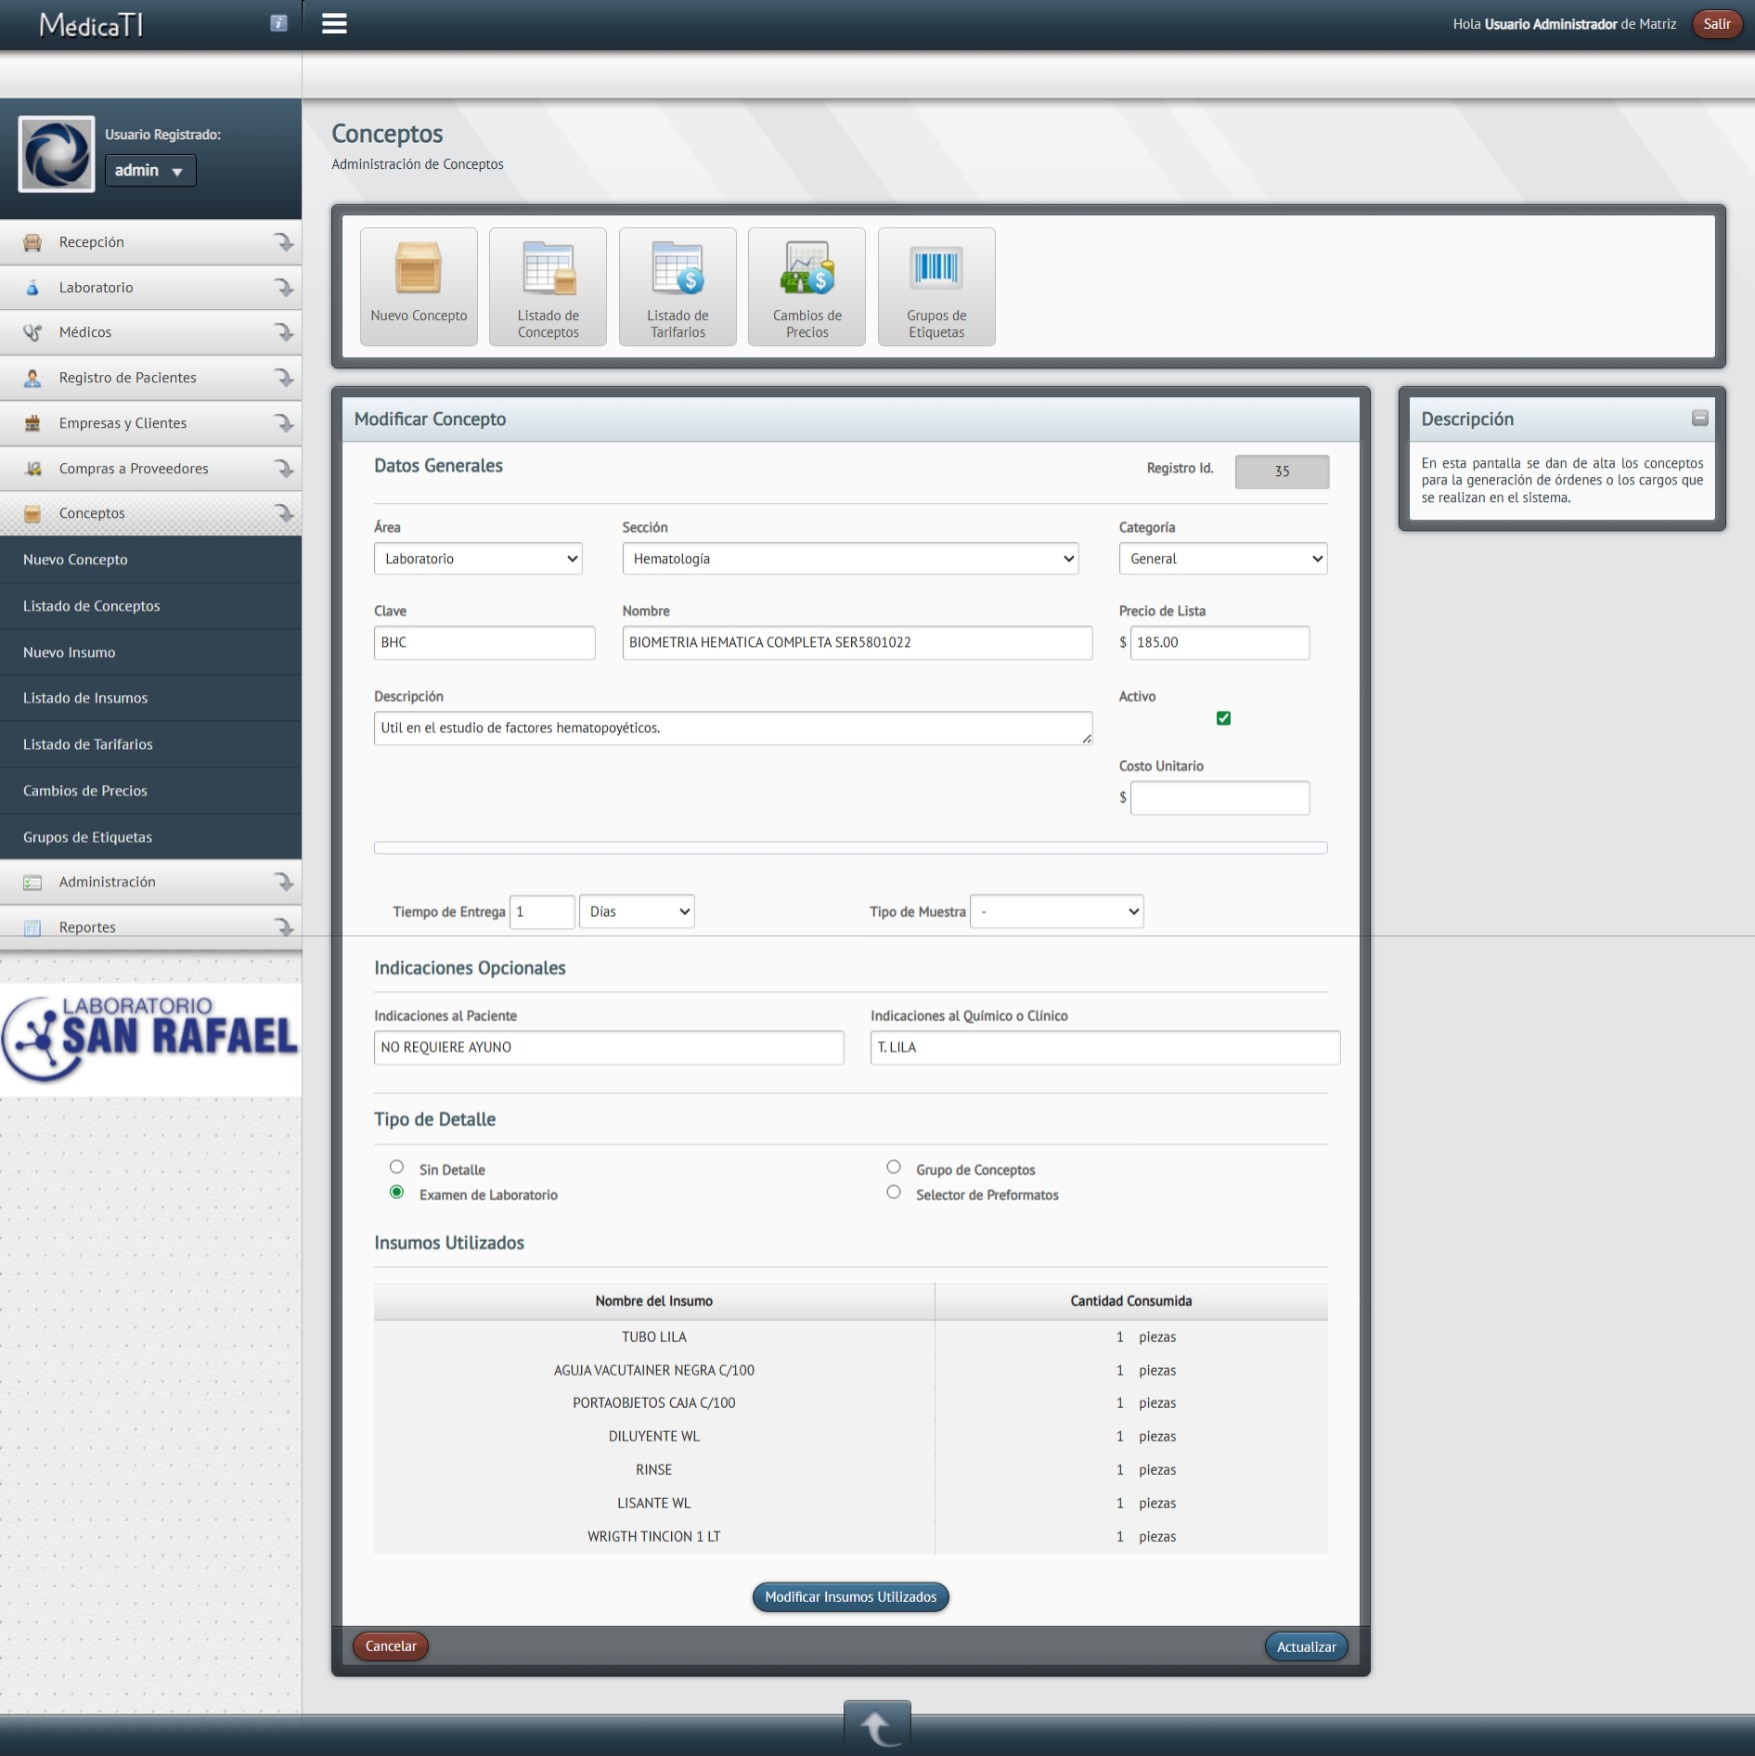 MédicaTI
Hola Usuario Administrador de Matriz
Salir
Usuario Registrado:
admin
Recepción
Laboratorio
Médicos
Registro de Pacientes
Empresas y Clientes
Compras a Proveedores
Conceptos
Nuevo Concepto
Listado de Conceptos
Nuevo Insumo
Listado de Insumos
Listado de Tarifarios
Cambios de Precios
Grupos de Etiquetas
Administración
Reportes
LABORATORIO
SAN RAFAEL
Conceptos
Administración de Conceptos
Nuevo Concepto
Listado de
Conceptos
Listado de
Tarifarios
Cambios de
Precios
Grupos de
Etiquetas
Modificar Concepto
Datos Generales
Registro Id. 35
Área Sección Categoría
Laboratorio Hematología General
Clave Nombre Precio de Lista
BHC BIOMETRIA HEMATICA COMPLETA SER5801022 $ 185.00
Descripción Activo
Util en el estudio de factores hematopoyéticos.
Costo Unitario
$
Tiempo de Entrega 1 Días Tipo de Muestra -
Indicaciones Opcionales
Indicaciones al Paciente Indicaciones al Químico o Clínico
NO REQUIERE AYUNO T. LILA
Tipo de Detalle
Sin Detalle Grupo de Conceptos
Examen de Laboratorio Selector de Preformatos
Insumos Utilizados
Nombre del Insumo Cantidad Consumida
TUBO LILA 1 piezas
AGUJA VACUTAINER NEGRA C/100 1 piezas
PORTAOBJETOS CAJA C/100 1 piezas
DILUYENTE WL 1 piezas
RINSE 1 piezas
LISANTE WL 1 piezas
WRIGTH TINCION 1 LT 1 piezas
Modificar Insumos Utilizados
Cancelar Actualizar
Descripción
En esta pantalla se dan de alta los conceptos
para la generación de órdenes o los cargos que
se realizan en el sistema.